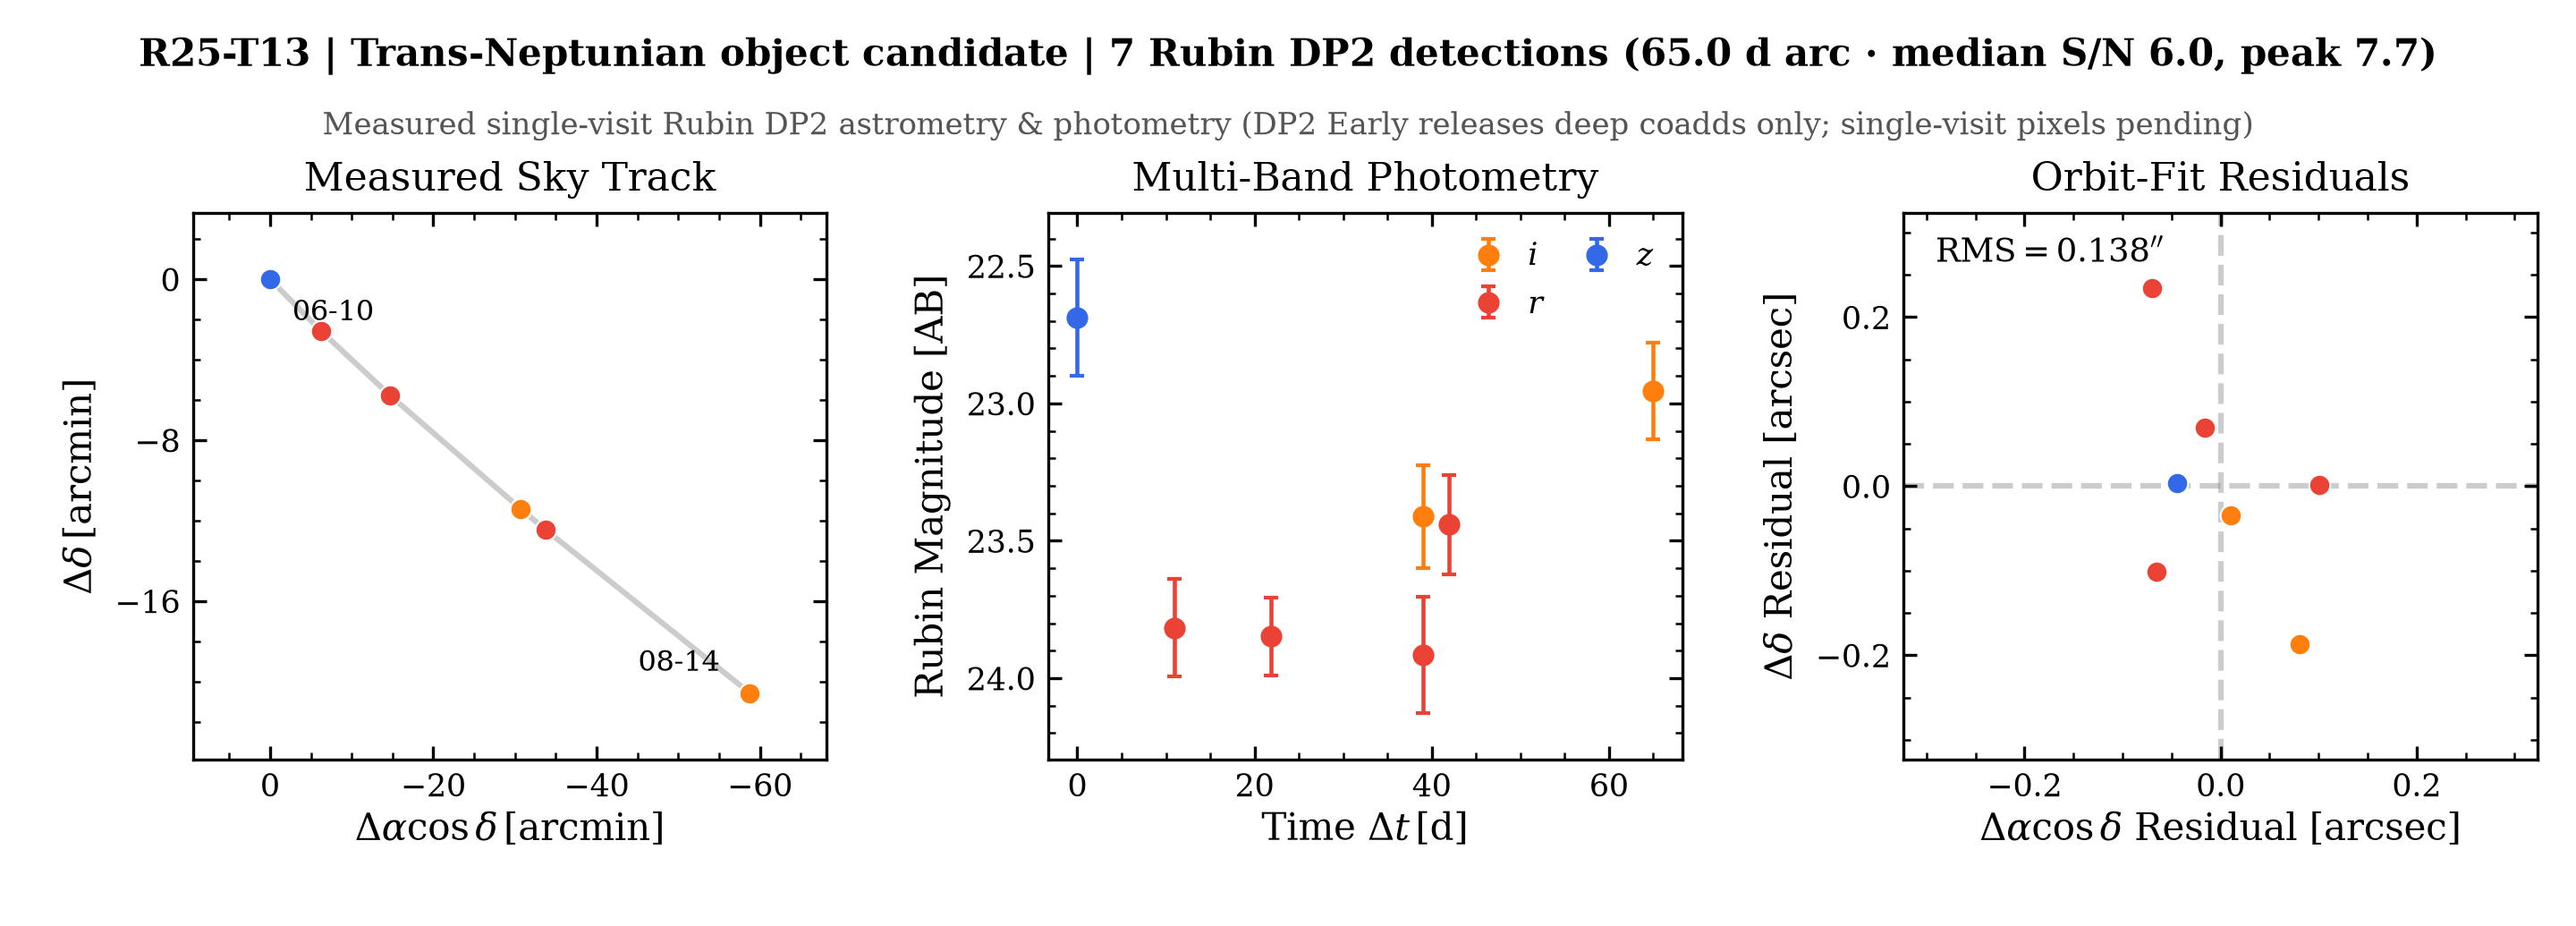 R25-T13 | Trans-Neptunian object candidate | 7 Rubin DP2 detections (65.0 d arc · median S/N 6.0, peak 7.7)
Measured single-visit Rubin DP2 astrometry & photometry (DP2 Early releases deep coadds only; single-visit pixels pending)
Measured Sky Track
06-10
08-14
0
−8
−16
Δδ [arcmin]
0
−20
−40
−60
Δα cos δ [arcmin]
Multi-Band Photometry
i
r
z
22.5
23.0
23.5
24.0
Rubin Magnitude [AB]
0
20
40
60
Time Δt [d]
Orbit-Fit Residuals
RMS = 0.138″
0.2
0.0
−0.2
Δδ Residual [arcsec]
−0.2
0.0
0.2
Δα cos δ Residual [arcsec]